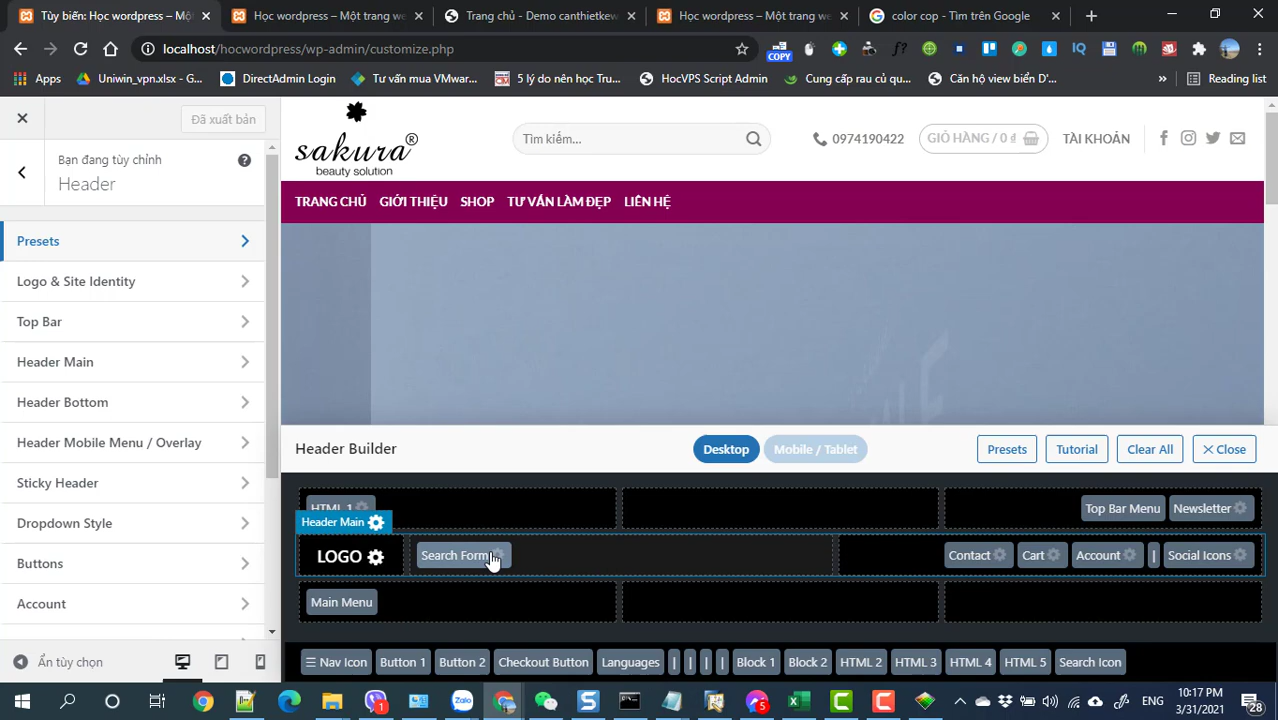 Tùy biến: Học wordpress – Một
Học wordpress – Một trang we
Trang chủ - Demo canthietkew
Học wordpress – Một trang we
color cop - Tìm trên Google
localhost/hocwordpress/wp-admin/customize.php
COPY
f?
IQ
Apps
Uniwin_vpn.xlsx - G...
DirectAdmin Login
Tư vấn mua VMwar...
5 lý do nên học Tru...
HocVPS Script Admin
Cung cấp rau củ qu...
Căn hộ view biển D'...
»
Reading list
Đã xuất bản
Bạn đang tùy chỉnh
Header
Presets
Logo & Site Identity
Top Bar
Header Main
Header Bottom
Header Mobile Menu / Overlay
Sticky Header
Dropdown Style
Buttons
Account
Ẩn tùy chọn
sakura®
beauty solution
Tìm kiếm...
0974190422
GIỎ HÀNG / 0 ₫
TÀI KHOẢN
TRANG CHỦ
GIỚI THIỆU
SHOP
TƯ VẤN LÀM ĐẸP
LIÊN HỆ
Header Builder
Desktop
Mobile / Tablet
Presets
Tutorial
Clear All
Close
HTML 1
Top Bar Menu
Newsletter
Header Main
LOGO
Search Form
Contact
Cart
Account
|
Social Icons
Main Menu
☰ Nav Icon
Button 1
Button 2
Checkout Button
Languages
|
|
|
|
Block 1
Block 2
HTML 2
HTML 3
HTML 4
HTML 5
Search Icon
1
Zalo
5
ENG
10:17 PM
3/31/2021
28